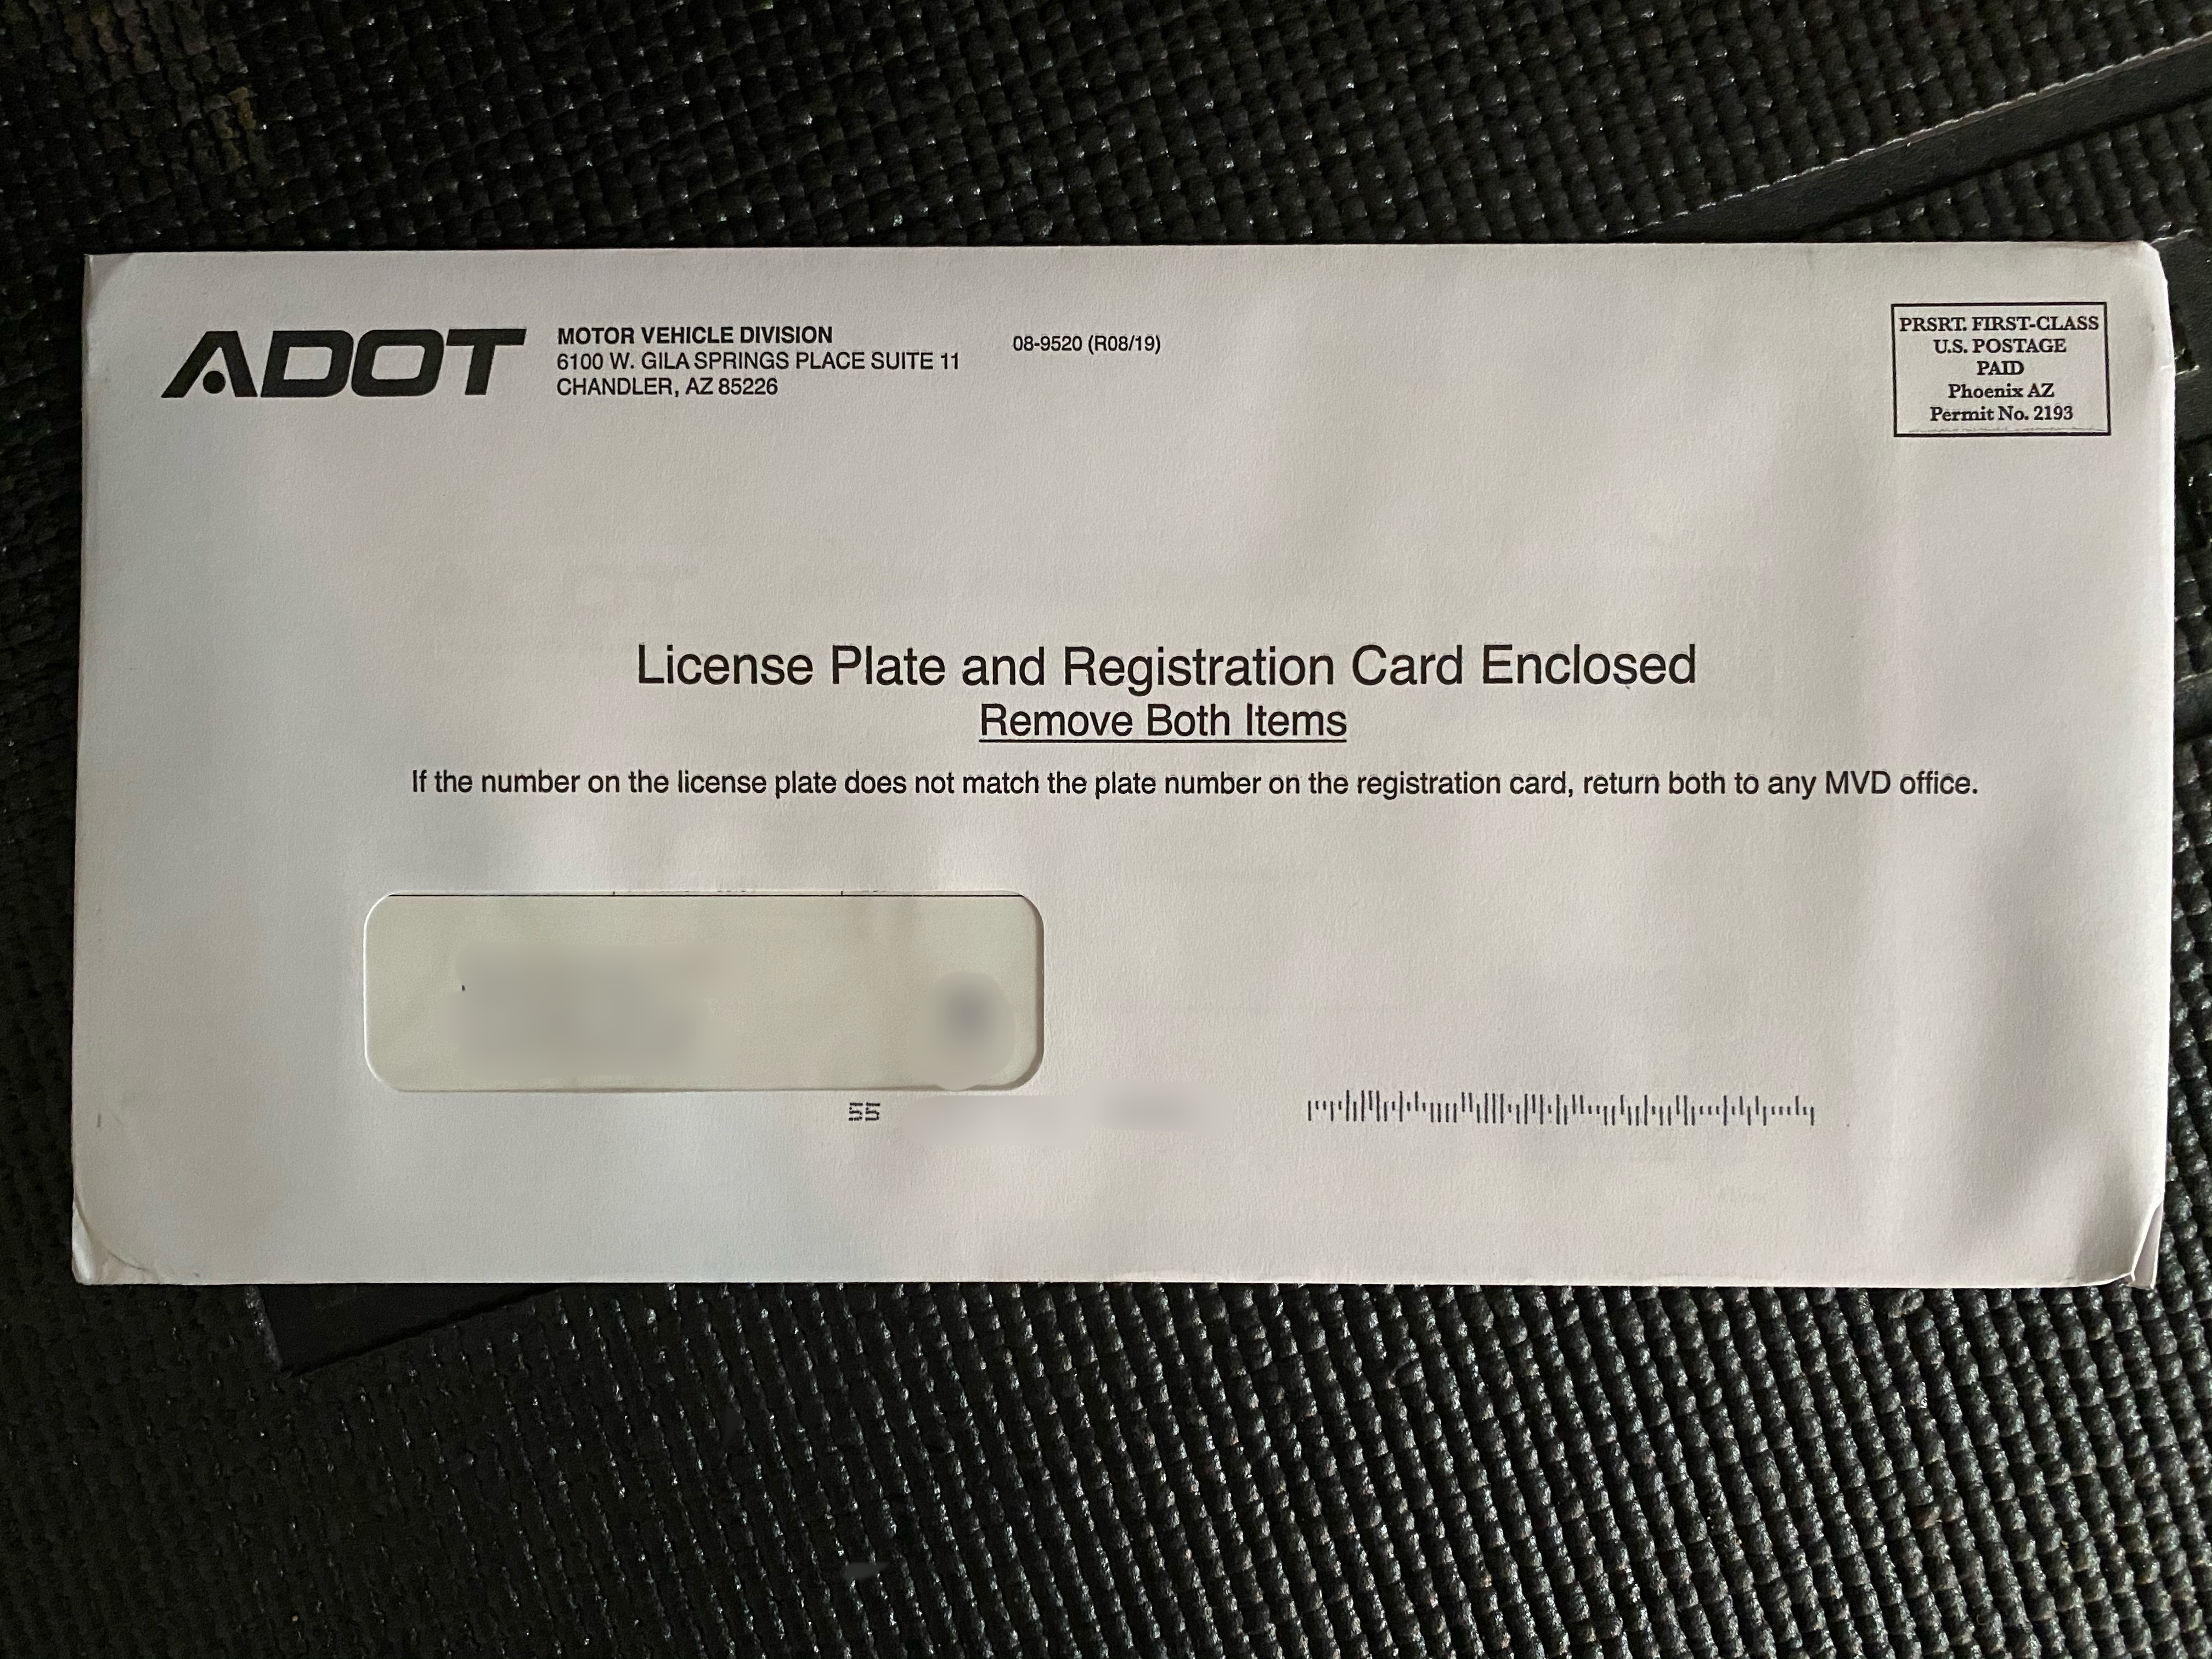 ADOT
MOTOR VEHICLE DIVISION
6100 W. GILA SPRINGS PLACE SUITE 11
CHANDLER, AZ 85226
08-9520 (R08/19)
PRSRT. FIRST-CLASS
U.S. POSTAGE
PAID
Phoenix AZ
Permit No. 2193
License Plate and Registration Card Enclosed
Remove Both Items
If the number on the license plate does not match the plate number on the registration card, return both to any MVD office.
55